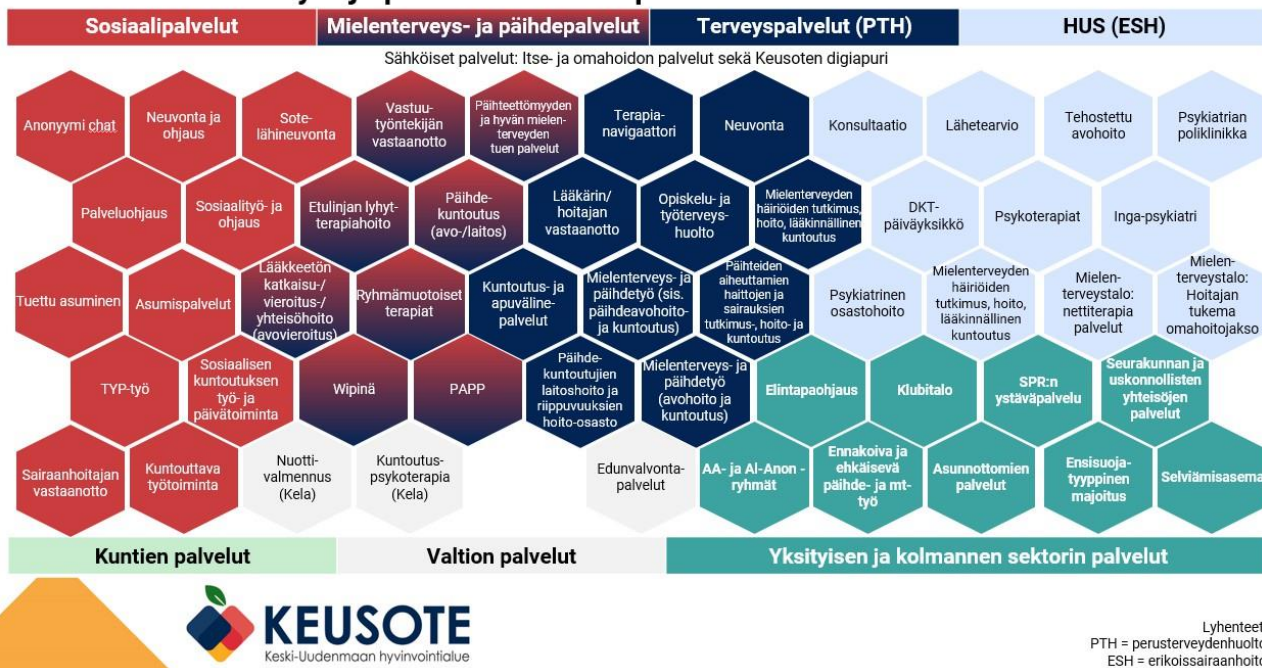 Sosiaalipalvelut
Mielenterveys- ja päihdepalvelut
Terveyspalvelut (PTH)
HUS (ESH)
Sähköiset palvelut: Itse- ja omahoidon palvelut sekä Keusoten digiapuri
Anonyymi chat
Neuvonta ja
ohjaus
Sote-
lähineuvonta
Vastuu-
työntekijän
vastaanotto
Päihteettömyyden
ja hyvän mielen-
terveyden
tuen palvelut
Terapia-
navigaattori
Neuvonta
Konsultaatio
Lähetearvio
Tehostettu
avohoito
Psykiatrian
poliklinikka
Palveluohjaus
Sosiaalityö- ja
ohjaus
Etulinjan lyhyt-
terapiahoito
Päihde-
kuntoutus
(avo-/laitos)
Lääkärin/
hoitajan
vastaanotto
Opiskelu- ja
työterveys-
huolto
Mielenterveyden
häiriöiden tutkimus,
hoito, lääkinnällinen
kuntoutus
DKT-
päiväyksikkö
Psykoterapiat
Inga-psykiatri
Tuettu asuminen
Asumispalvelut
Lääkkeetön
katkaisu-/
vieroitus-/
yhteisöhoito
(avovieroitus)
Ryhmämuotoiset
terapiat
Kuntoutus- ja
apuväline-
palvelut
Mielenterveys- ja
päihdetyö (sis.
päihdeavohoito-
ja kuntoutus)
Päihteiden
aiheuttamien
haittojen ja
sairauksien
tutkimus-, hoito- ja
kuntoutus
Psykiatrinen
osastohoito
Mielenterveyden
häiriöiden
tutkimus, hoito,
lääkinnällinen
kuntoutus
Mielen-
terveystalo:
nettiterapia
palvelut
Mielen-
terveystalo:
Hoitajan
tukema
omahoitojakso
TYP-työ
Sosiaalisen
kuntoutuksen
työ- ja
päivätoiminta
Wipinä
PAPP
Päihde-
kuntoutujien
laitoshoito ja
riippuvuuksien
hoito-osasto
Mielenterveys- ja
päihdetyö
(avohoito ja
kuntoutus)
Elintapaohjaus
Klubitalo
SPR:n
ystäväpalvelu
Seurakunnan ja
uskonnollisten
yhteisöjen
palvelut
Sairaanhoitajan
vastaanotto
Kuntouttava
työtoiminta
Nuotti-
valmennus
(Kela)
Kuntoutus-
psykoterapia
(Kela)
Edunvalvonta-
palvelut
AA- ja Al-Anon -
ryhmät
Ennakoiva ja
ehkäisevä
päihde- ja mt-
työ
Asunnottomien
palvelut
Ensisuoja-
tyyppinen
majoitus
Selviämisasema
Kuntien palvelut
Valtion palvelut
Yksityisen ja kolmannen sektorin palvelut
KEUSOTE
Keski-Uudenmaan hyvinvointialue
Lyhenteet
PTH = perusterveydenhuolto
ESH = erikoissairaanhoito